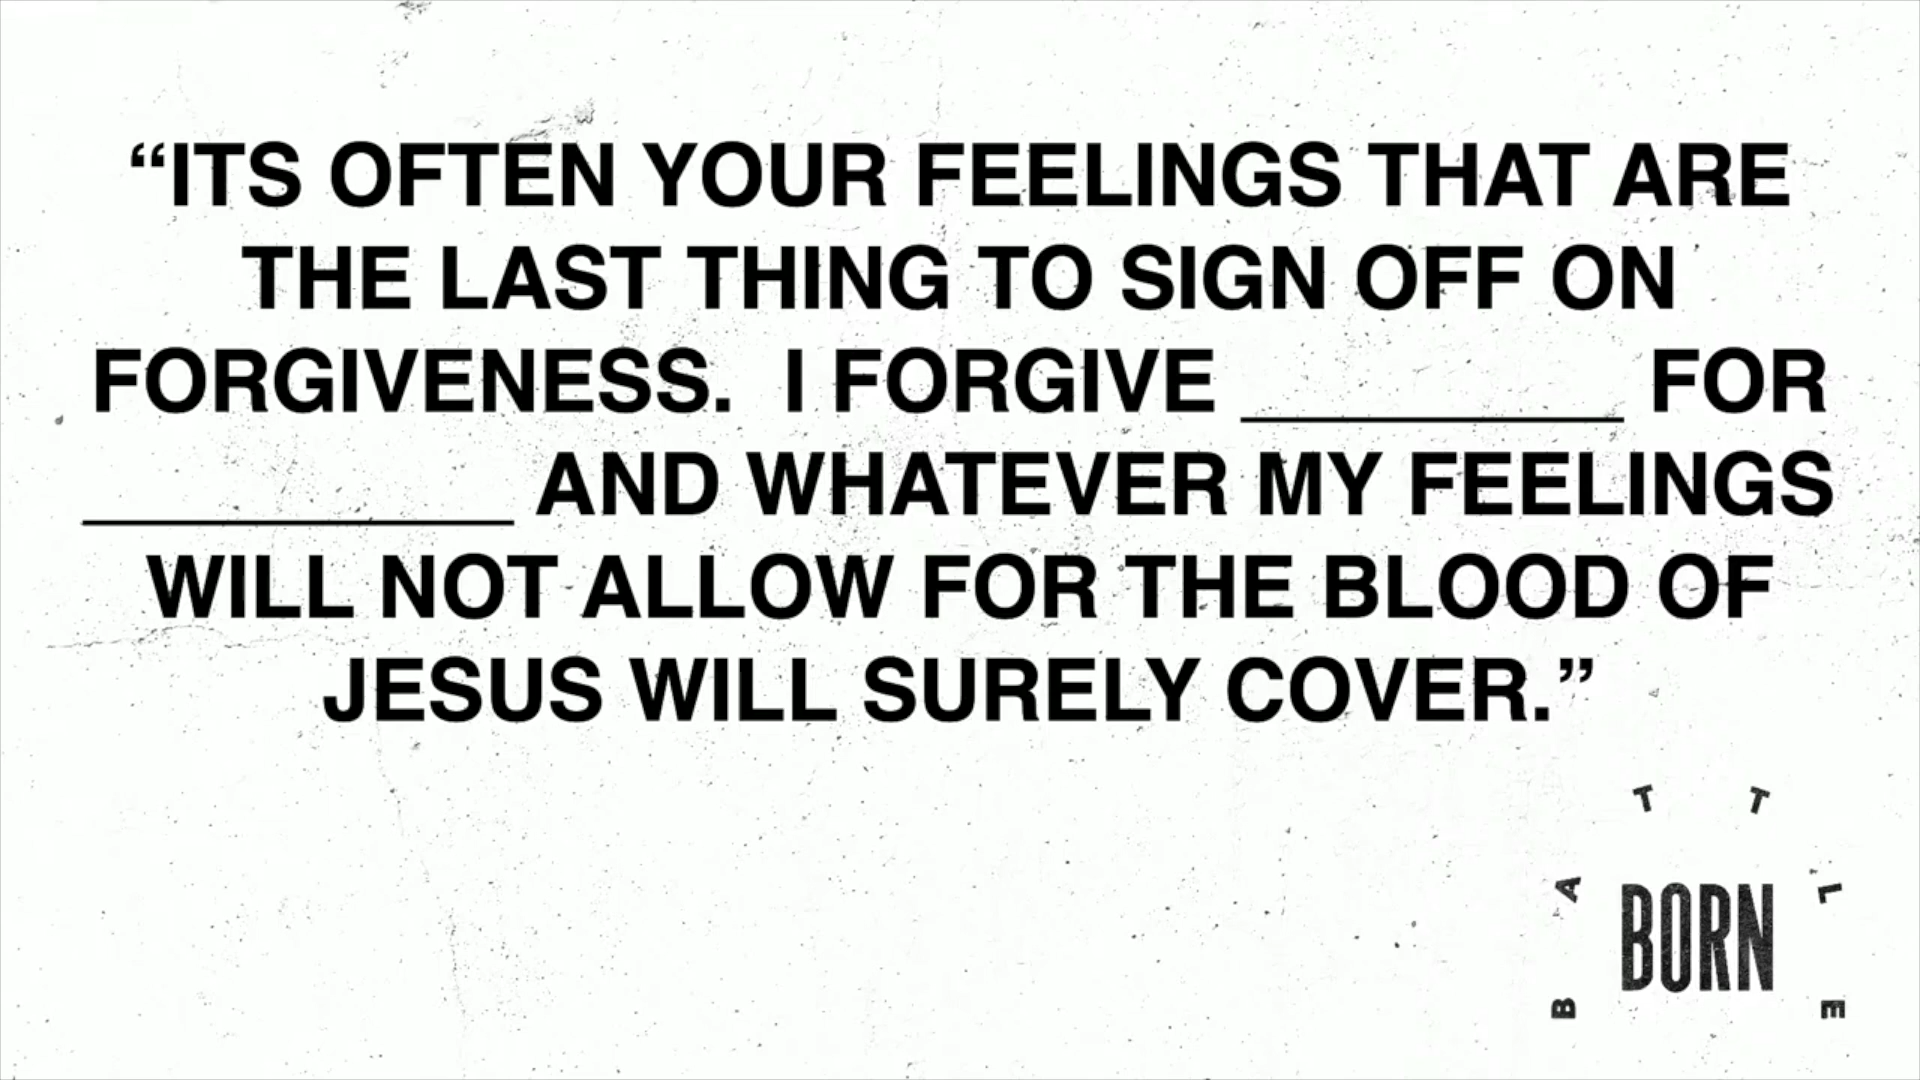 “ITS OFTEN YOUR FEELINGS THAT ARE
THE LAST THING TO SIGN OFF ON
FORGIVENESS.  I FORGIVE __________ FOR
___________ AND WHATEVER MY FEELINGS
WILL NOT ALLOW FOR THE BLOOD OF
JESUS WILL SURELY COVER.”
BATTLE
BORN